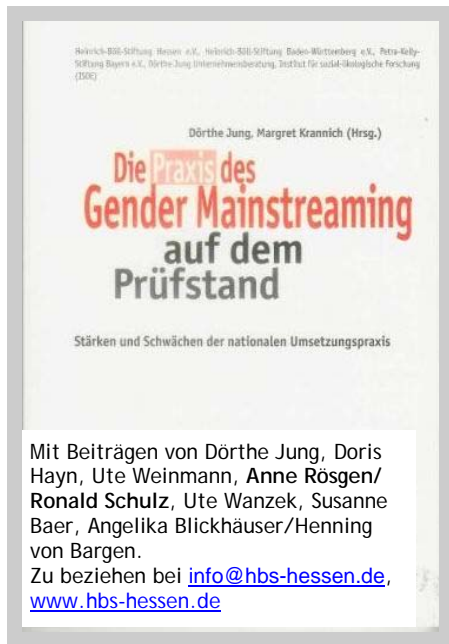 Heinrich-Böll-Stiftung Hessen e.V., Heinrich-Böll-Stiftung Baden-Württemberg e.V., Petra-Kelly-
Stiftung Bayern e.V., Dörthe Jung Unternehmensberatung, Institut für sozial-ökologische Forschung
(ISOE)
Dörthe Jung, Margret Krannich (Hrsg.)
Die Praxis des
Gender Mainstreaming
auf dem
Prüfstand
Stärken und Schwächen der nationalen Umsetzungspraxis
Mit Beiträgen von Dörthe Jung, Doris
Hayn, Ute Weinmann, Anne Rösgen/
Ronald Schulz, Ute Wanzek, Susanne
Baer, Angelika Blickhäuser/Henning
von Bargen.
Zu beziehen bei info@hbs-hessen.de,
www.hbs-hessen.de